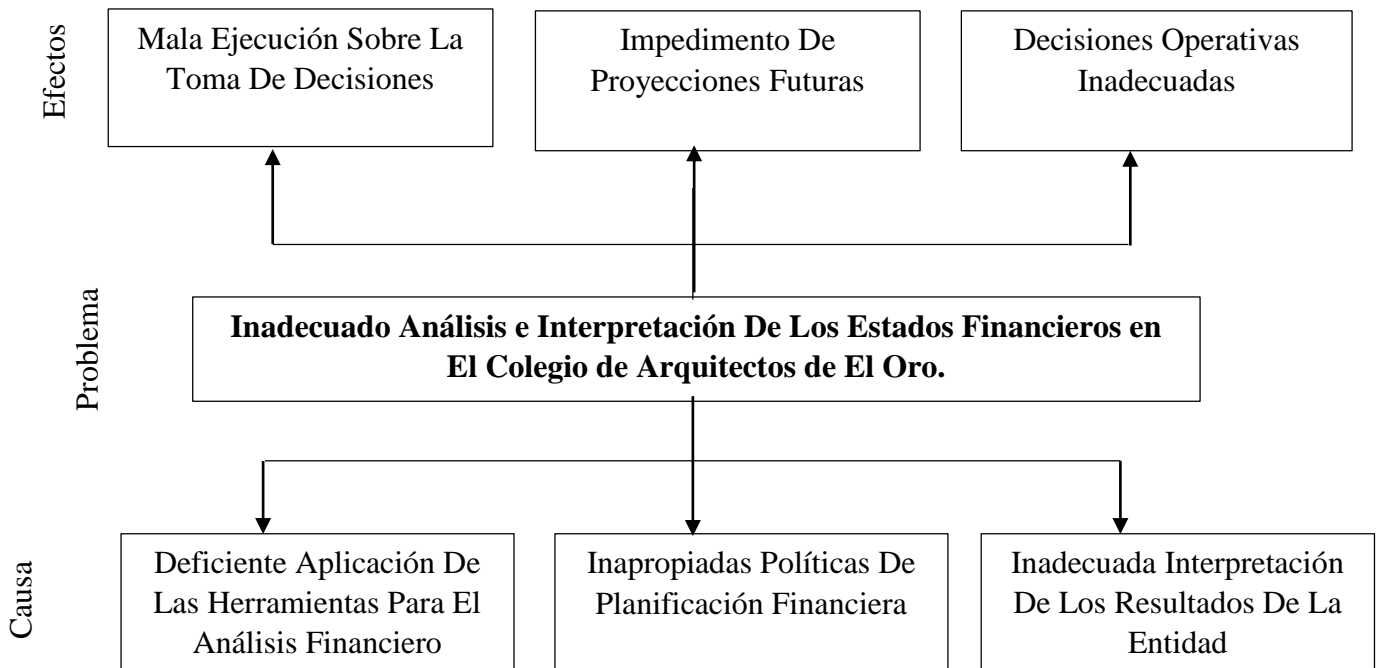 Efectos
Mala Ejecución Sobre La
Toma De Decisiones
Impedimento De
Proyecciones Futuras
Decisiones Operativas
Inadecuadas
Problema
Inadecuado Análisis e Interpretación De Los Estados Financieros en
El Colegio de Arquitectos de El Oro.
Causa
Deficiente Aplicación De
Las Herramientas Para El
Análisis Financiero
Inapropiadas Políticas De
Planificación Financiera
Inadecuada Interpretación
De Los Resultados De La
Entidad